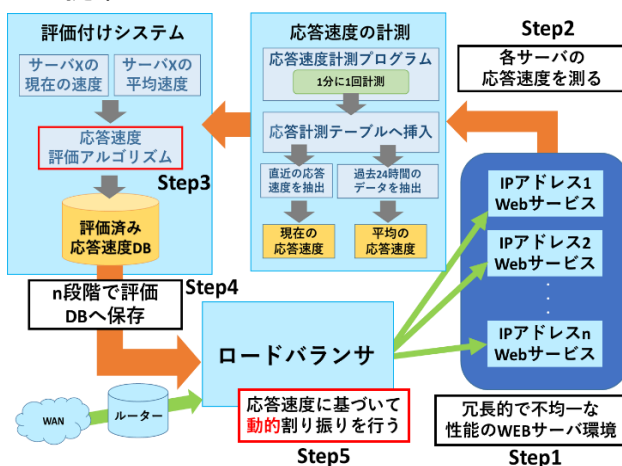 評価付けシステム
サーバXの
現在の速度
サーバXの
平均速度
応答速度
評価アルゴリズム
Step3
評価済み
応答速度DB
n段階で評価
DBへ保存
Step4
応答速度の計測
応答速度計測プログラム
1分に1回計測
応答計測テーブルへ挿入
直近の応答
速度を抽出
過去24時間の
データを抽出
現在の
応答速度
平均の
応答速度
Step2
各サーバの
応答速度を測る
IPアドレス1
Webサービス
IPアドレス2
Webサービス
・
・
・
IPアドレスn
Webサービス
ロードバランサ
WAN
ルーター
応答速度に基づいて
動的割り振りを行う
Step5
冗長的で不均一な
性能のWEBサーバ環境
Step1